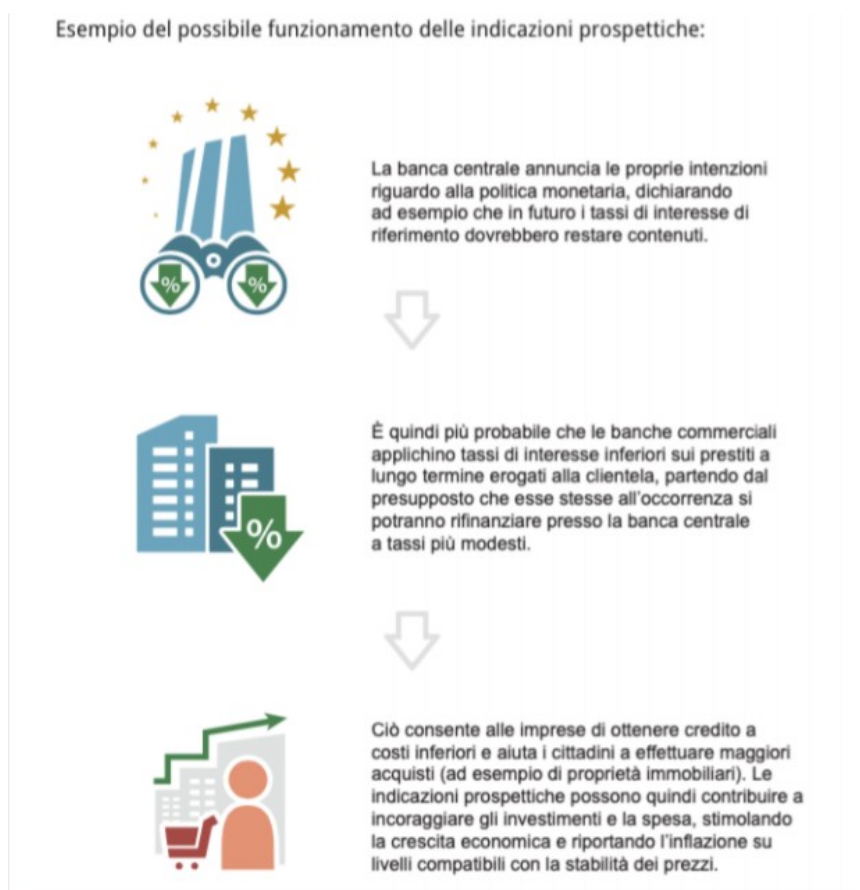 Esempio del possibile funzionamento delle indicazioni prospettiche:
La banca centrale annuncia le proprie intenzioni
riguardo alla politica monetaria, dichiarando
ad esempio che in futuro i tassi di interesse di
riferimento dovrebbero restare contenuti.
%
%
È quindi più probabile che le banche commerciali
applichino tassi di interesse inferiori sui prestiti a
lungo termine erogati alla clientela, partendo dal
presupposto che esse stesse all'occorrenza si
potranno rifinanziare presso la banca centrale
a tassi più modesti.
%
Ciò consente alle imprese di ottenere credito a
costi inferiori e aiuta i cittadini a effettuare maggiori
acquisti (ad esempio di proprietà immobiliari). Le
indicazioni prospettiche possono quindi contribuire a
incoraggiare gli investimenti e la spesa, stimolando
la crescita economica e riportando l'inflazione su
livelli compatibili con la stabilità dei prezzi.